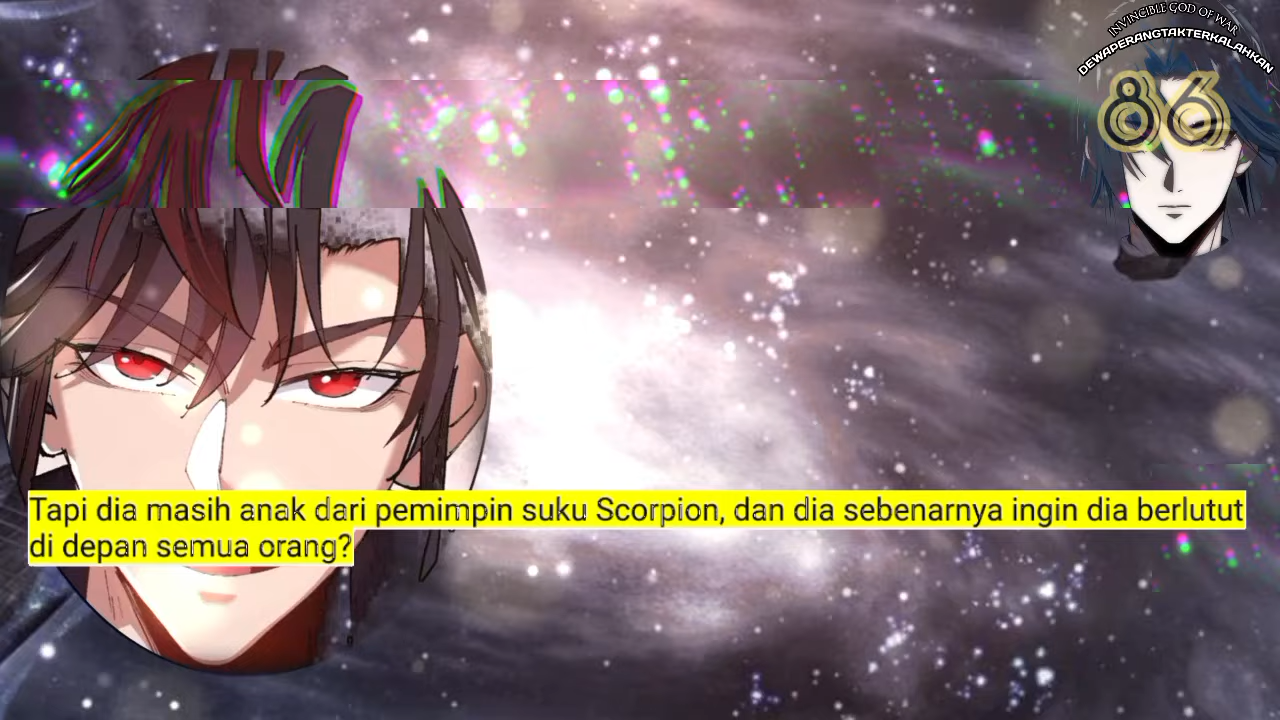 INVINCIBLE GOD OF WAR
DEWAPERANGTAKTERKALAHKAN
86
Tapi dia masih anak dari pemimpin suku Scorpion, dan dia sebenarnya ingin dia berlutut
di depan semua orang?